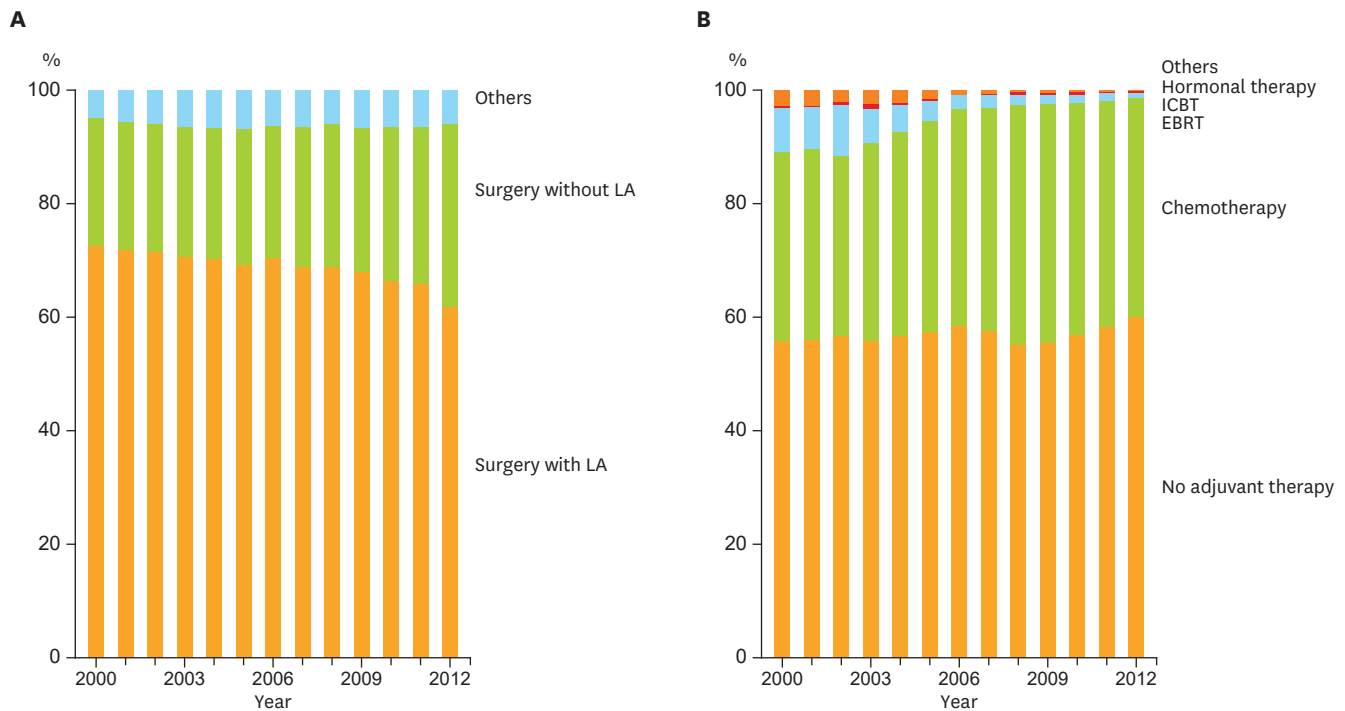 A
%
100
80
60
40
20
0
2000 2003 2006 2009 2012
Year
Others
Surgery without LA
Surgery with LA
B
%
100
80
60
40
20
0
2000 2003 2006 2009 2012
Year
Others
Hormonal therapy
ICBT
EBRT
Chemotherapy
No adjuvant therapy